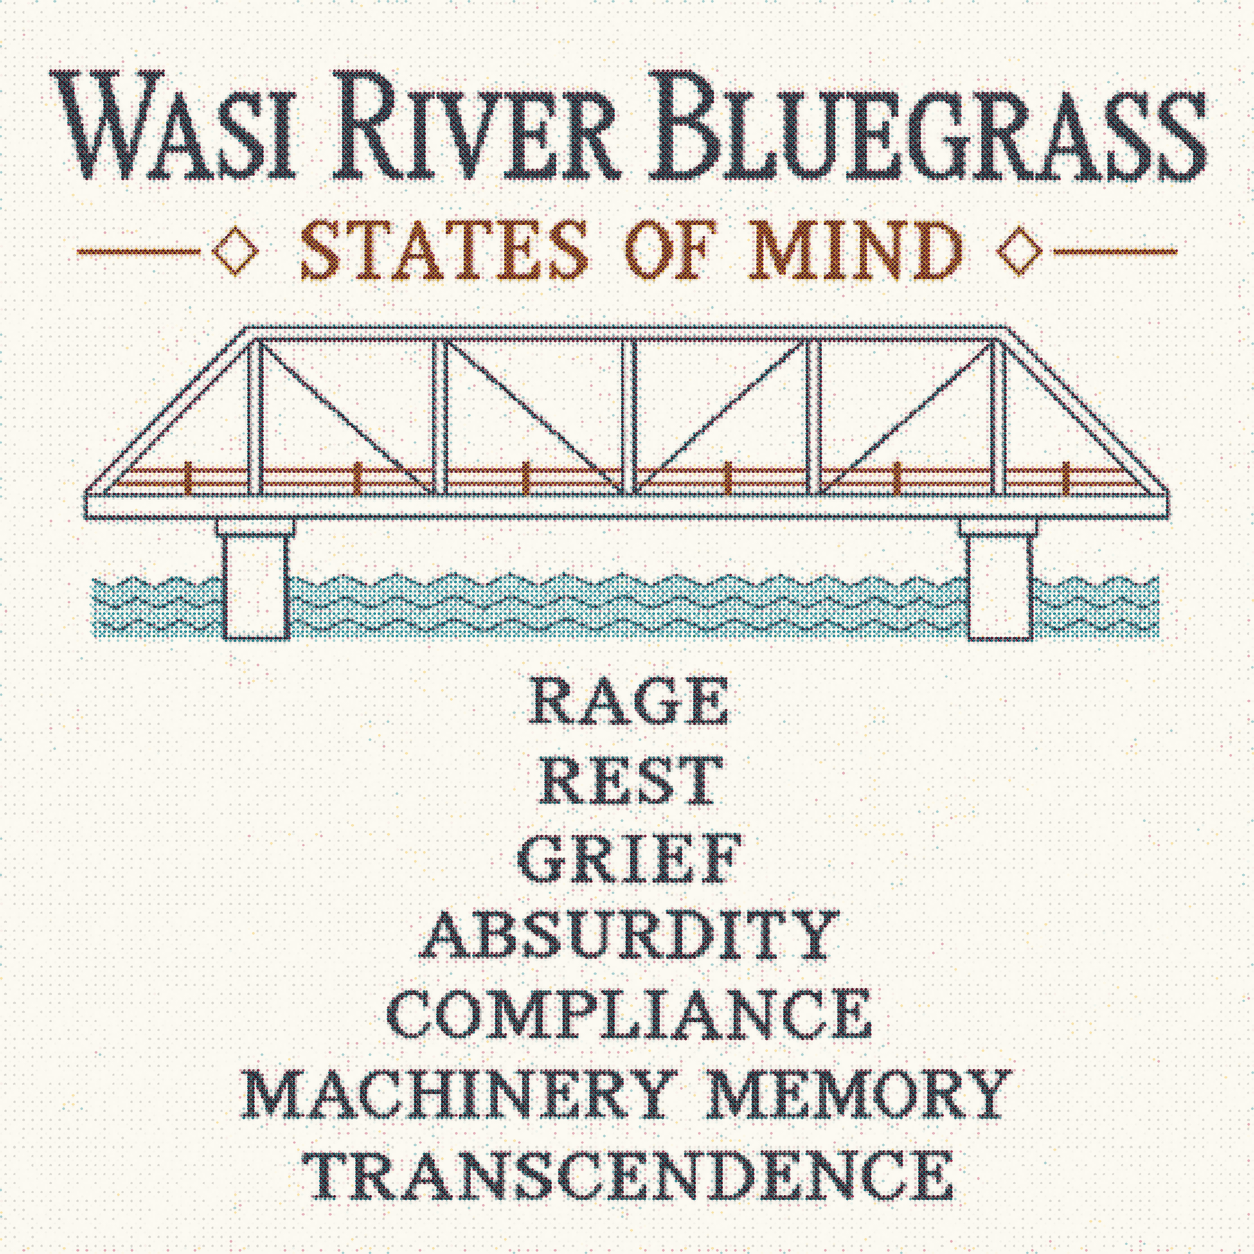 WASI RIVER BLUEGRASS
STATES OF MIND
RAGE
REST
GRIEF
ABSURDITY
COMPLIANCE
MACHINERY MEMORY
TRANSCENDENCE